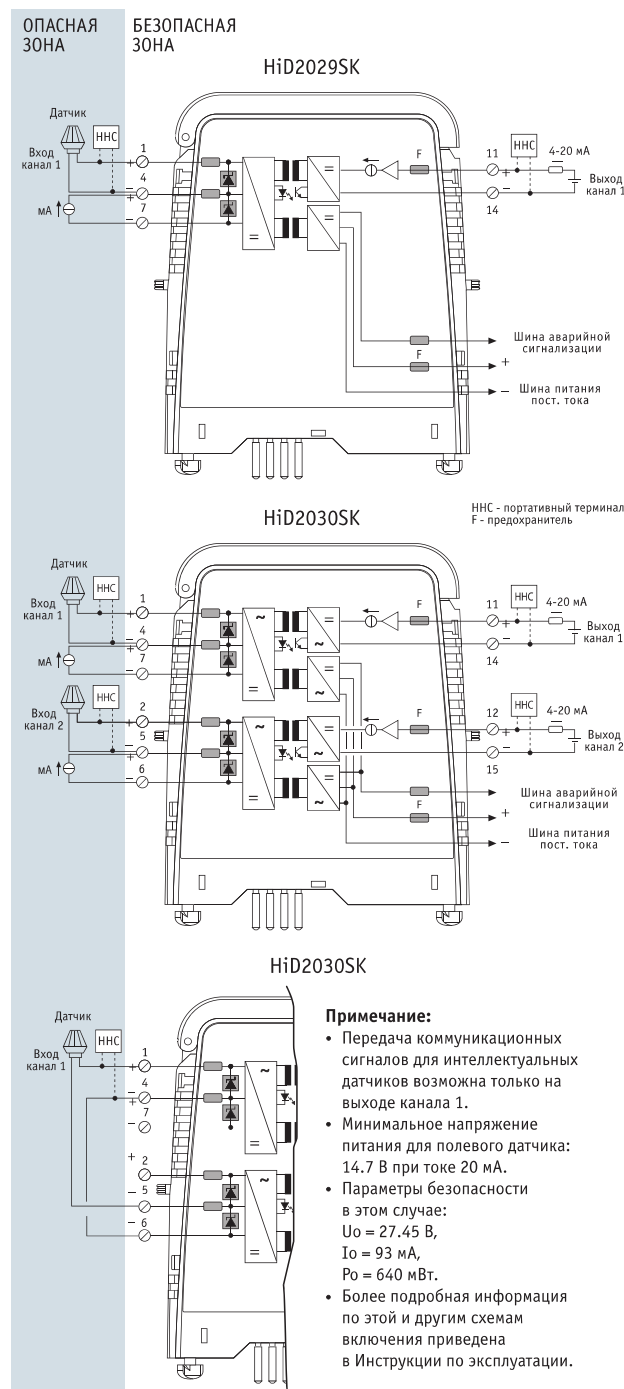 ОПАСНАЯ
ЗОНА
БЕЗОПАСНАЯ
ЗОНА
HiD2029SK
Датчик
HHC
Вход
канал 1
+
1
−
4
+
7
−
мА
F
11
+
−
14
HHC
4-20 мА
Выход
канал 1
=
=
=
Шина аварийной
сигнализации
F
+
− Шина питания
пост. тока
HiD2030SK
HHC - портативный терминал
F - предохранитель
Датчик
HHC
Вход
канал 1
+
1
−
4
+
7
−
мА
~
=
=
~
=
~
F
11
+
−
14
HHC
4-20 мА
Выход
канал 1
HHC
Вход
канал 2
+
2
−
5
+
6
−
мА
~
=
=
~
=
~
F
12
+
−
15
HHC
4-20 мА
Выход
канал 2
Шина аварийной
сигнализации
F
+
Шина питания
− пост. тока
HiD2030SK
Датчик
HHC
Вход
канал 1
1
+
4
−
+
7
−
+
2
− 5
+
− 6
~
=
~
=
Примечание:
• Передача коммуникационных
сигналов для интеллектуальных
датчиков возможна только на
выходе канала 1.
• Минимальное напряжение
питания для полевого датчика:
14.7 В при токе 20 мА.
• Параметры безопасности
в этом случае:
Uo = 27.45 В,
Io = 93 мА,
Po = 640 мВт.
• Более подробная информация
по этой и другим схемам
включения приведена
в Инструкции по эксплуатации.